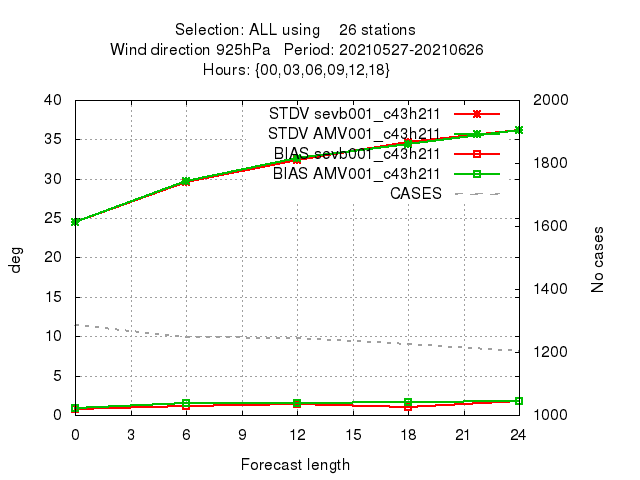 Selection: ALL using    26 stations
Wind direction 925hPa   Period: 20210527-20210626
Hours: {00,03,06,09,12,18}
STDV sevb001_c43h211
STDV AMV001_c43h211
BIAS sevb001_c43h211
BIAS AMV001_c43h211
CASES
deg
40
35
30
25
20
15
10
5
0
2000
1800
1600
1400
1200
1000
No cases
0 3 6 9 12 15 18 21 24
Forecast length